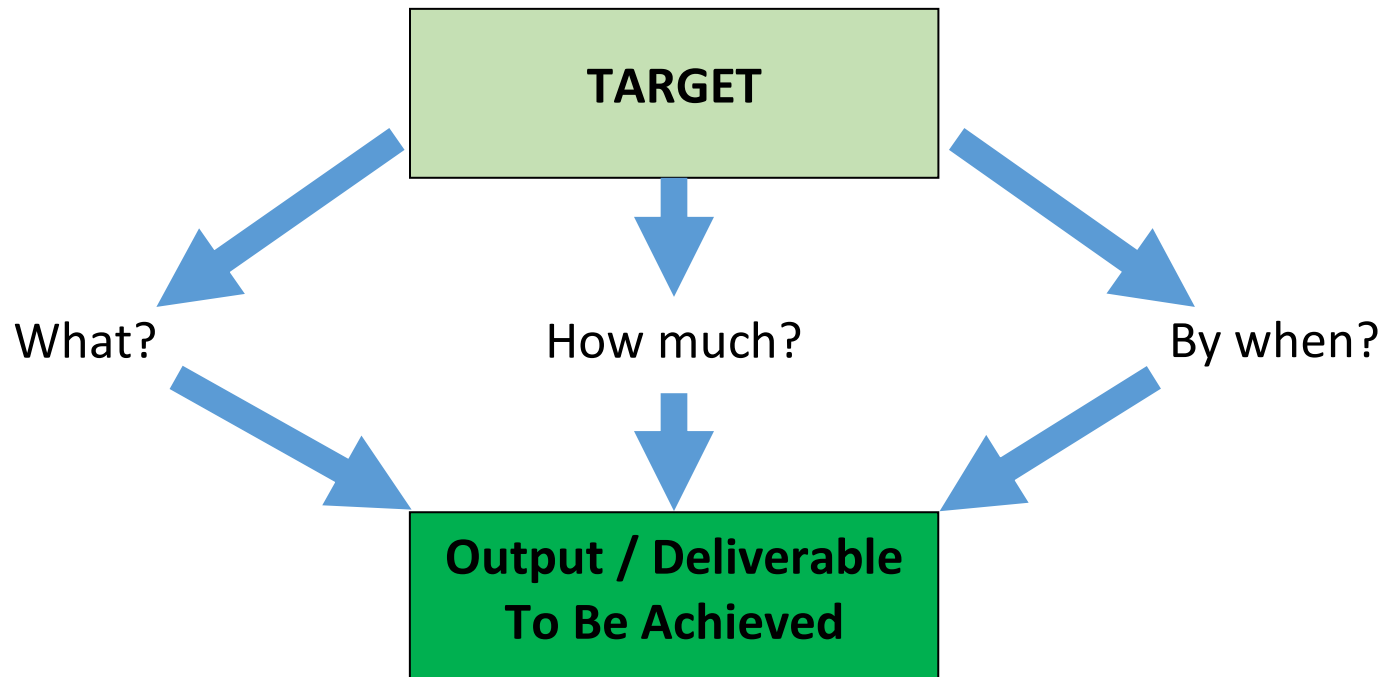 TARGET
What?
How much?
By when?
Output / Deliverable
To Be Achieved